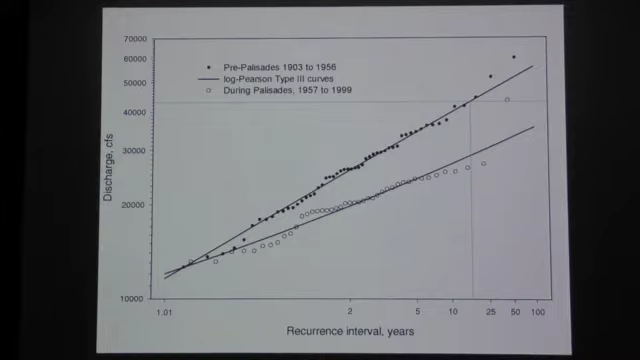 70000
60000
50000
40000
30000
20000
10000
Discharge, cfs
Pre-Palisades 1903 to 1956
log-Pearson Type III curves
During Palisades, 1957 to 1999
1.01 2 5 10 25 50 100
Recurrence interval, years